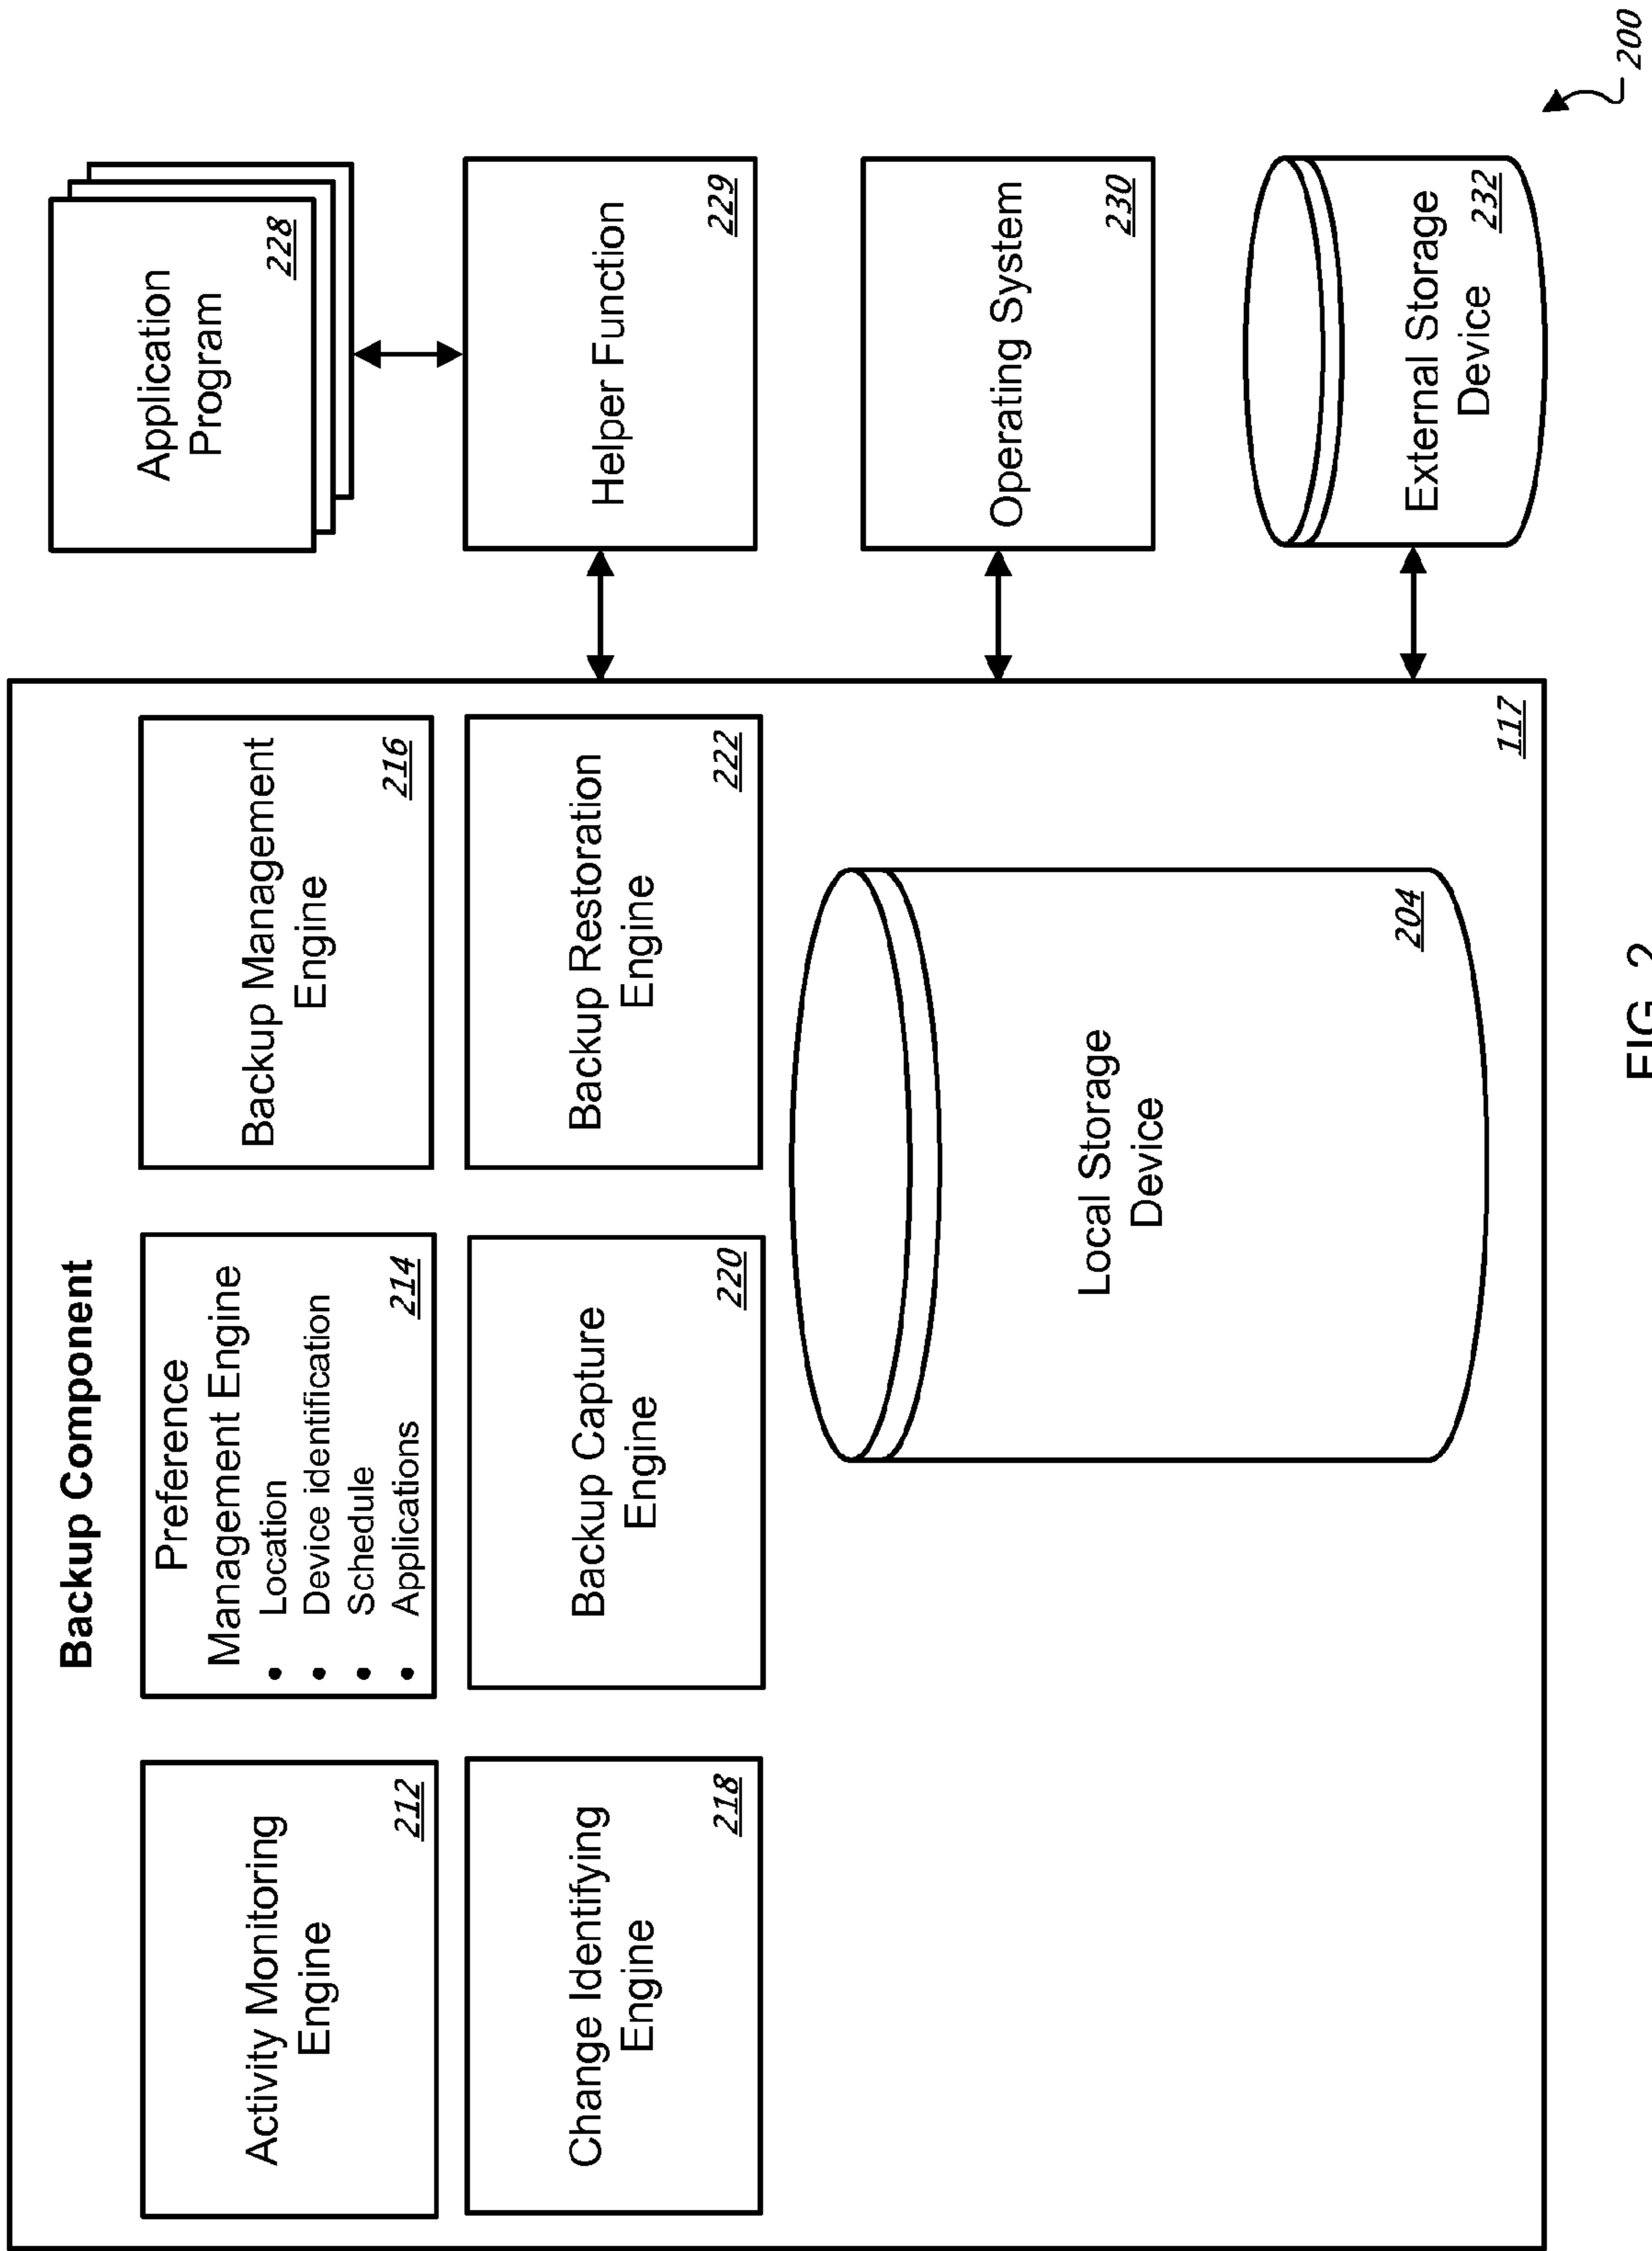 Backup Component
Activity Monitoring
Engine
212
Preference
Management Engine
• Location
• Device identification
• Schedule
• Applications
214
Backup Management
Engine
216
Change Identifying
Engine
218
Backup Capture
Engine
220
Backup Restoration
Engine
222
Local Storage
Device
204
117
Application
Program
228
Helper Function
229
Operating System
230
External Storage
Device
232
200
FIG. 2